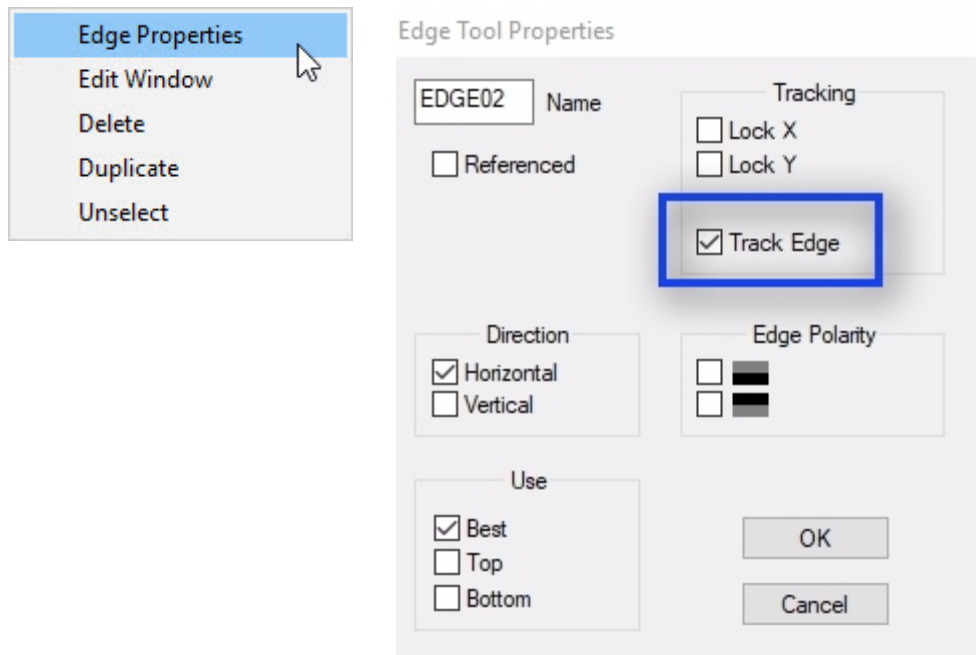 Edge Properties
Edit Window
Delete
Duplicate
Unselect
Edge Tool Properties
EDGE02 Name
Referenced
Tracking
Lock X
Lock Y
Track Edge
Direction
Horizontal
Vertical
Edge Polarity
Use
Best
Top
Bottom
OK
Cancel